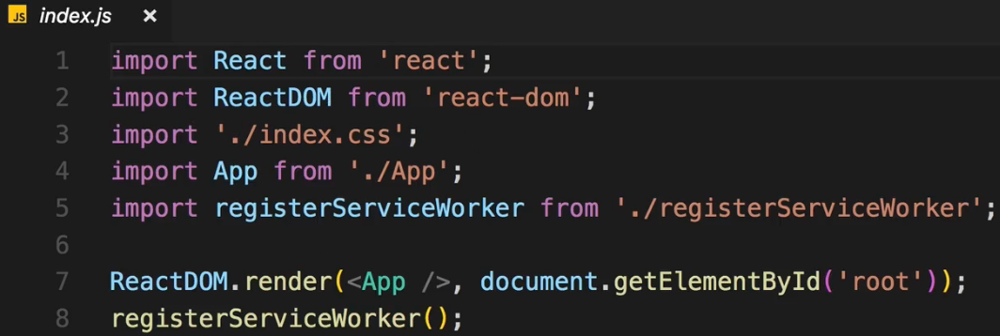 JS index.js ×
1 import React from 'react';
2 import ReactDOM from 'react-dom';
3 import './index.css';
4 import App from './App';
5 import registerServiceWorker from './registerServiceWorker';
6
7 ReactDOM.render(<App />, document.getElementById('root'));
8 registerServiceWorker();